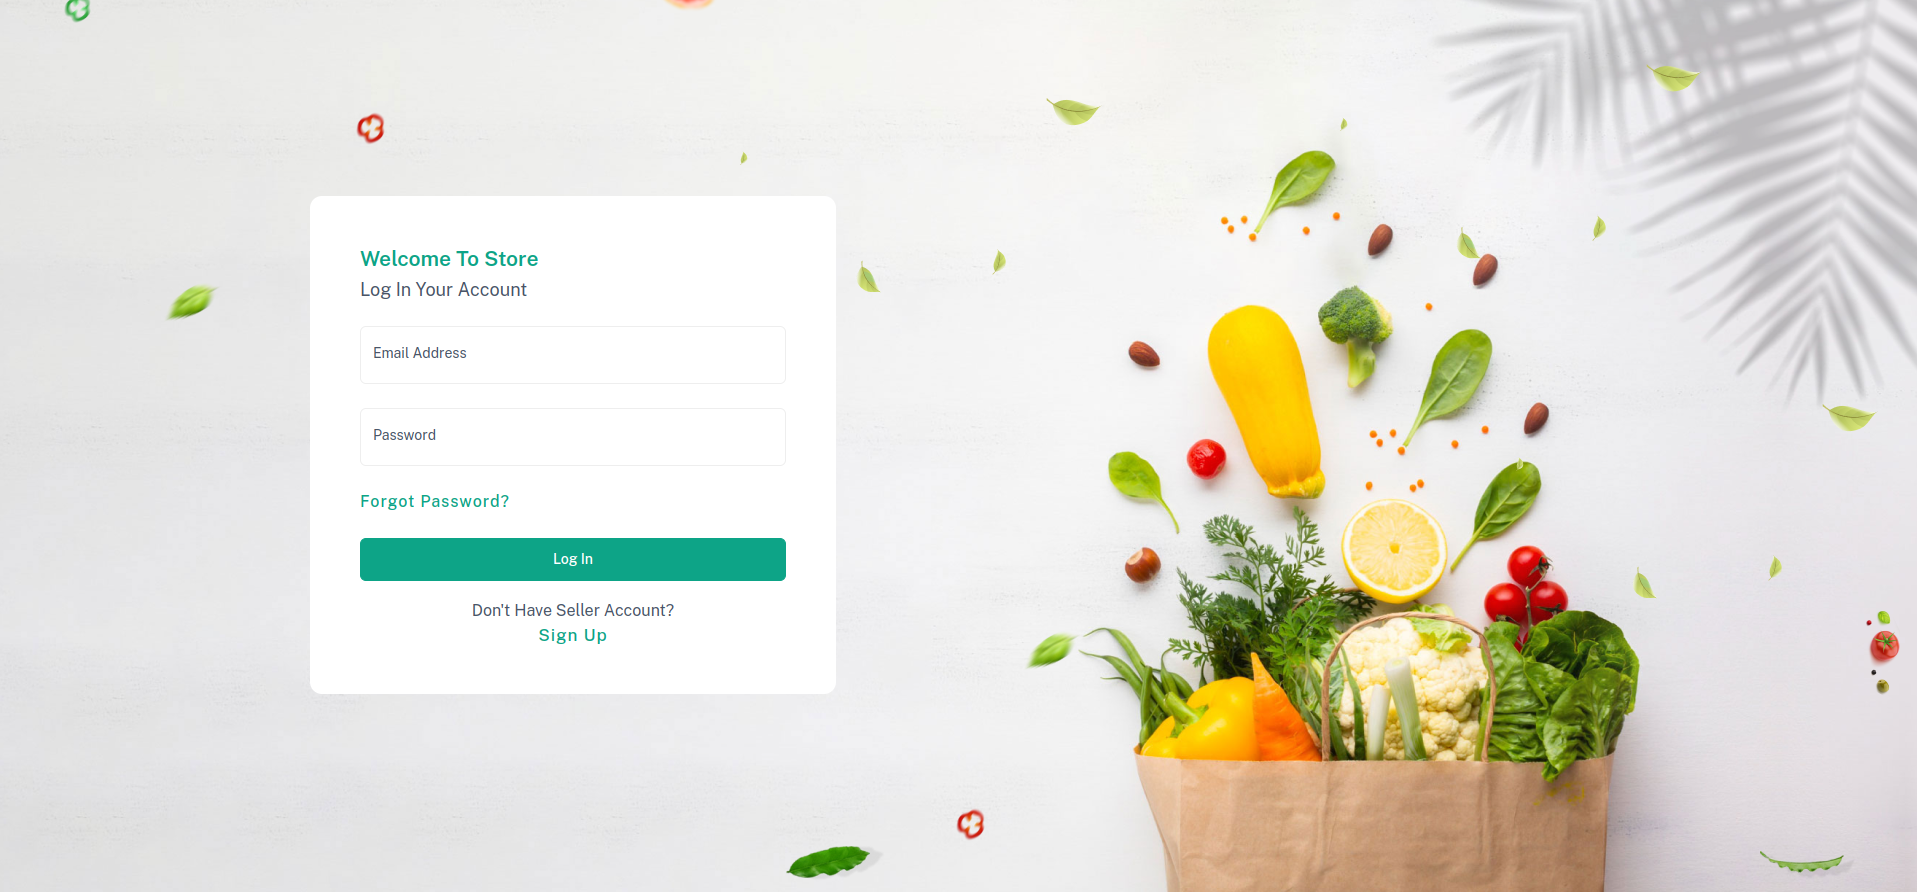 Welcome To Store
Log In Your Account
Email Address
Password
Forgot Password?
Log In
Don't Have Seller Account?
Sign Up